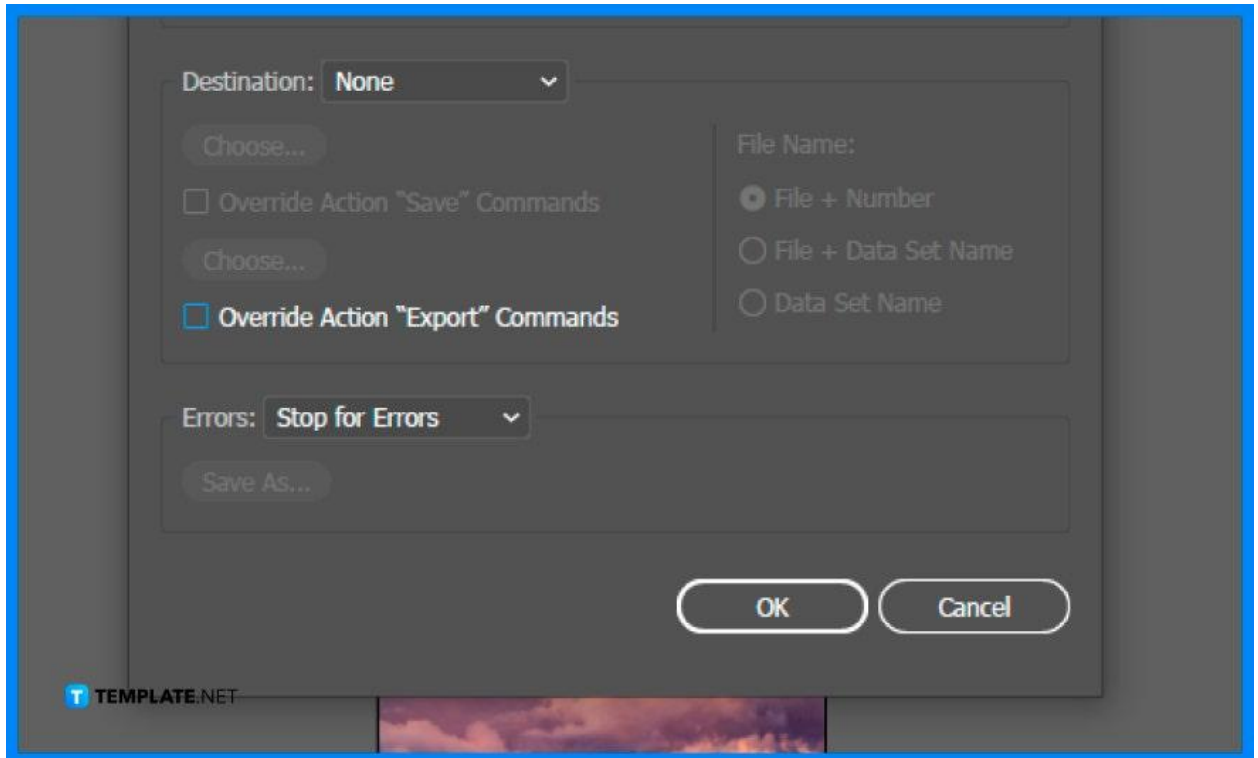 Destination: None
Choose...
Override Action “Save” Commands
Choose...
Override Action “Export” Commands
File Name:
File + Number
File + Data Set Name
Data Set Name
Errors: Stop for Errors
Save As...
OK
Cancel
T TEMPLATE.NET